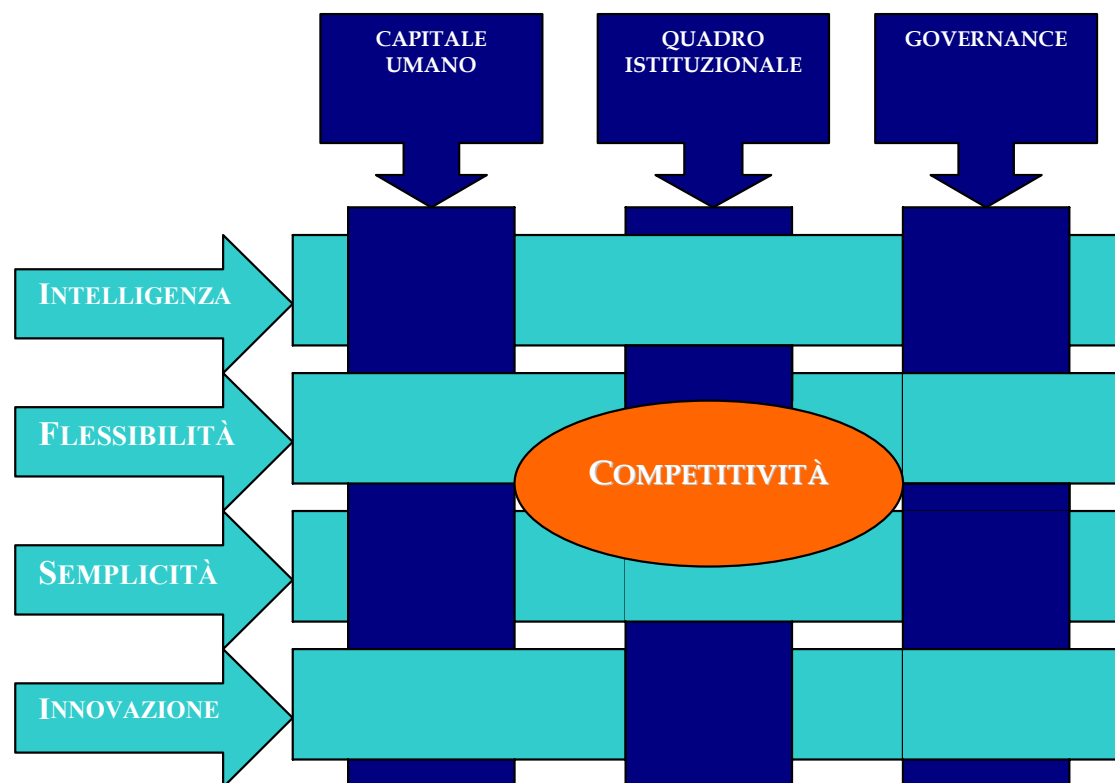 CAPITALE
UMANO
QUADRO
ISTITUZIONALE
GOVERNANCE
INTELLIGENZA
FLESSIBILITÀ
COMPETITIVITÀ
SEMPLICITÀ
INNOVAZIONE